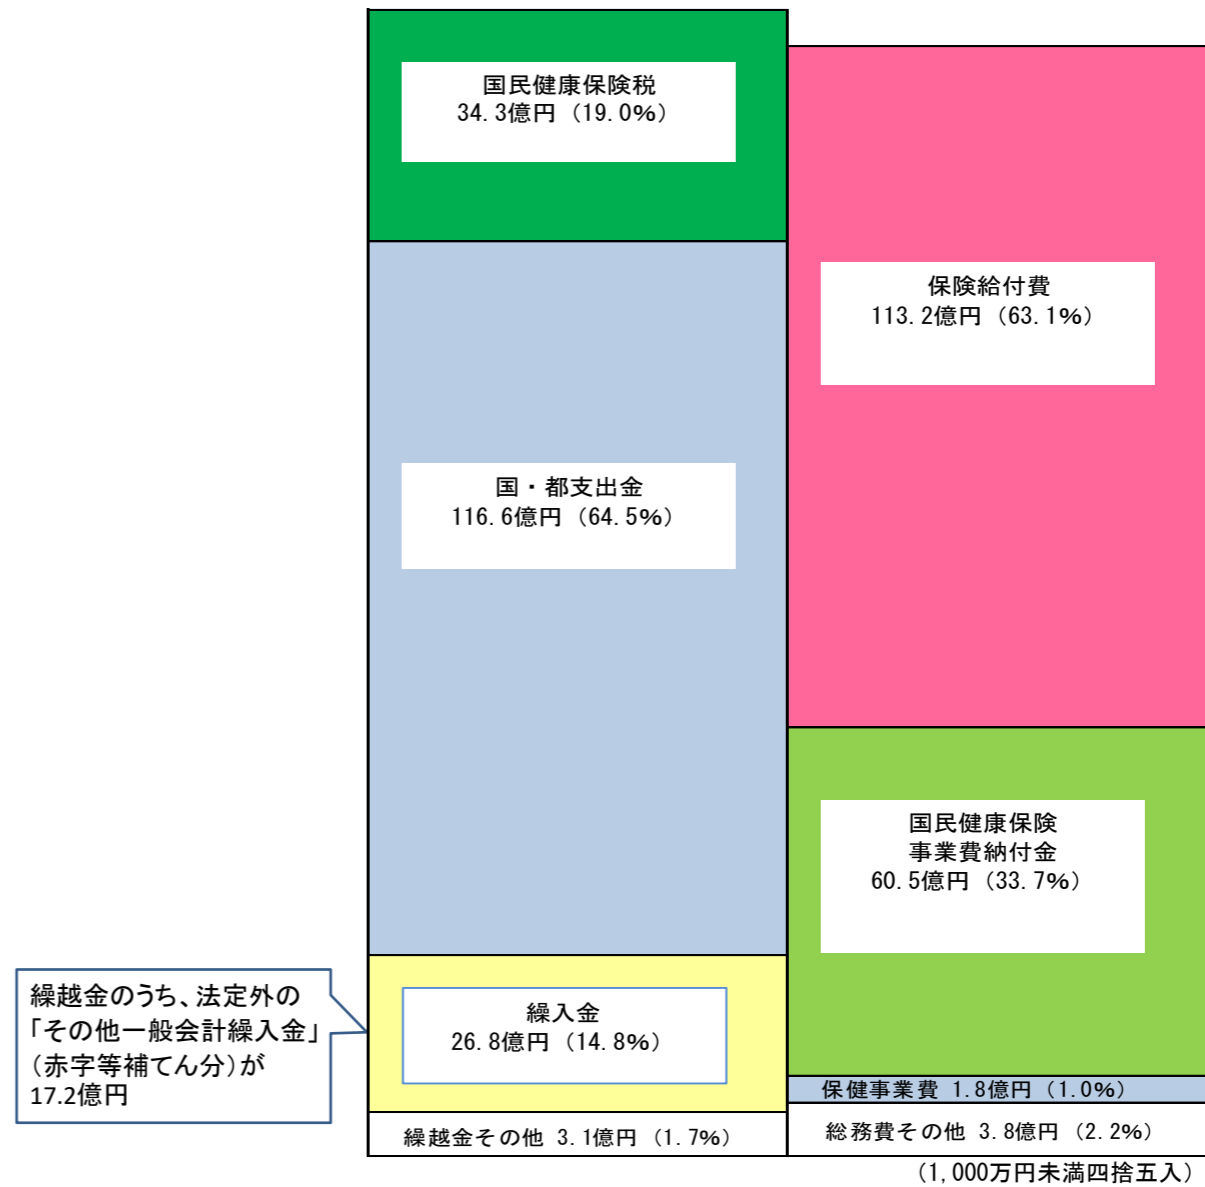 国民健康保険税
34.3億円（19.0%）
国・都支出金
116.6億円（64.5%）
繰越金のうち、法定外の
「その他一般会計繰入金」
（赤字等補てん分）が
17.2億円
繰入金
26.8億円（14.8%）
繰越金その他 3.1億円（1.7%）
保険給付費
113.2億円（63.1%）
国民健康保険
事業費納付金
60.5億円（33.7%）
保健事業費 1.8億円（1.0%）
総務費その他 3.8億円（2.2%）
（1,000万円未満四捨五入）